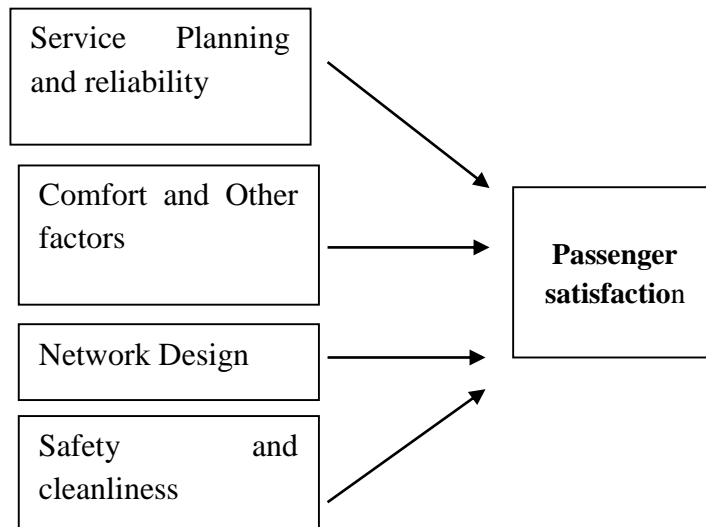 Service Planning
and reliability
Comfort and Other
factors
Passenger
satisfaction
Network Design
Safety and
cleanliness